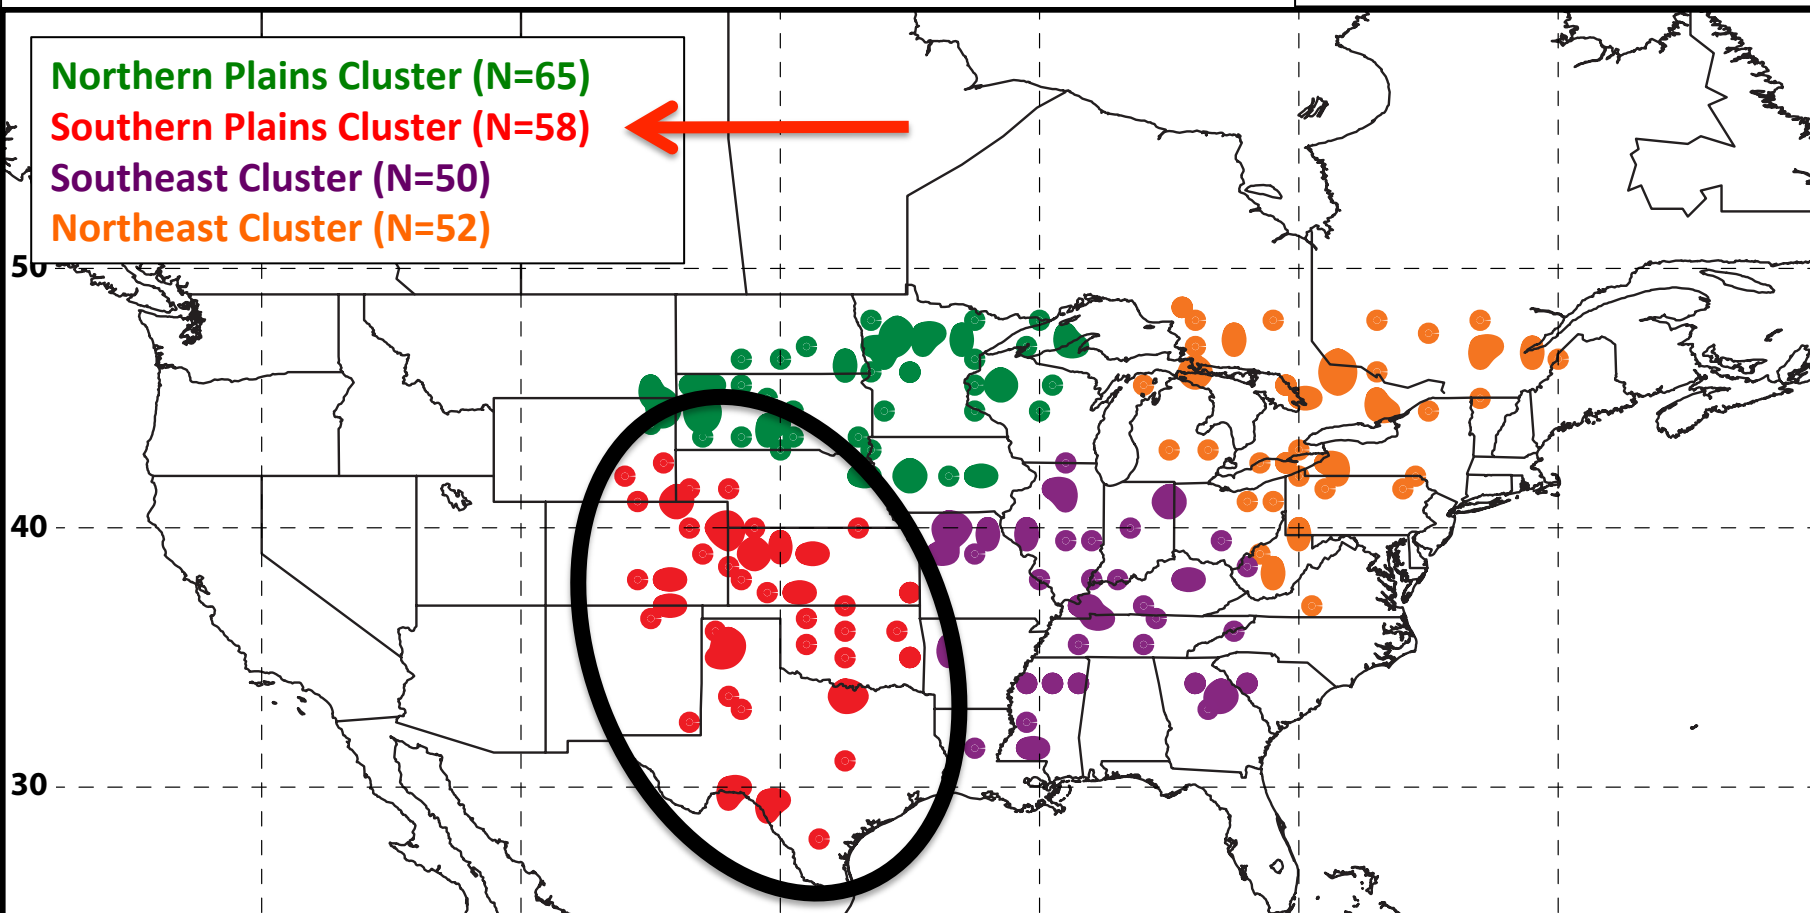 Northern Plains Cluster (N=65)
Southern Plains Cluster (N=58)
Southeast Cluster (N=50)
Northeast Cluster (N=52)
50
40
30